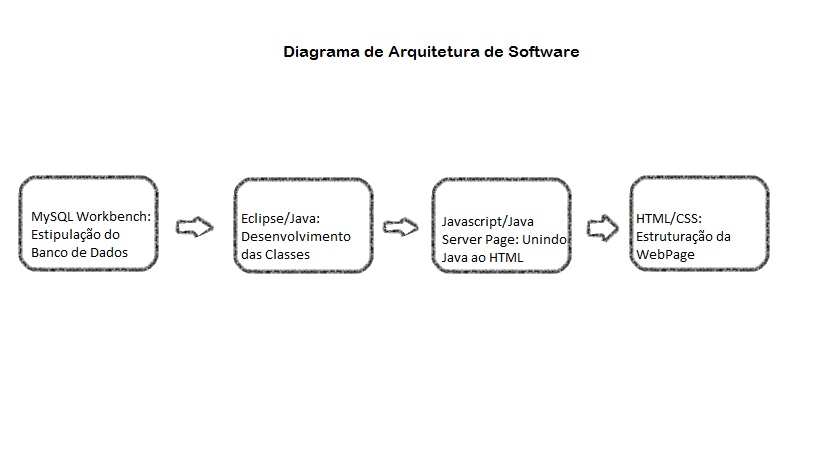 Diagrama de Arquitetura de Software
MySQL Workbench:
Estipulação do
Banco de Dados
Eclipse/Java:
Desenvolvimento
das Classes
Javascript/Java
Server Page: Unindo
Java ao HTML
HTML/CSS:
Estruturação da
WebPage